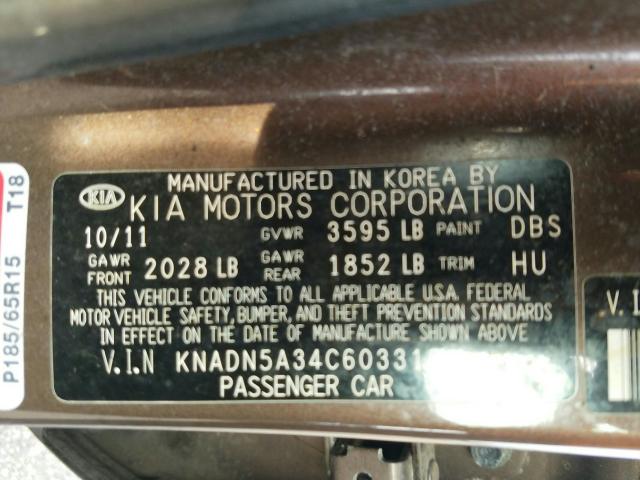 MANUFACTURED IN KOREA BY
KIA KIA MOTORS CORPORATION
10/11 GVWR 3595 LB PAINT DBS
GAWR FRONT 2028 LB GAWR REAR 1852 LB TRIM HU
THIS VEHICLE CONFORMS TO ALL APPLICABLE U.S.A. FEDERAL
MOTOR VEHICLE SAFETY, BUMPER, AND THEFT PREVENTION STANDARDS
IN EFFECT ON THE DATE OF MANUFACTURE SHOWN ABOVE
V.I.N KNADN5A34C60331
PASSENGER CAR
P185/65R15 T18
V.I